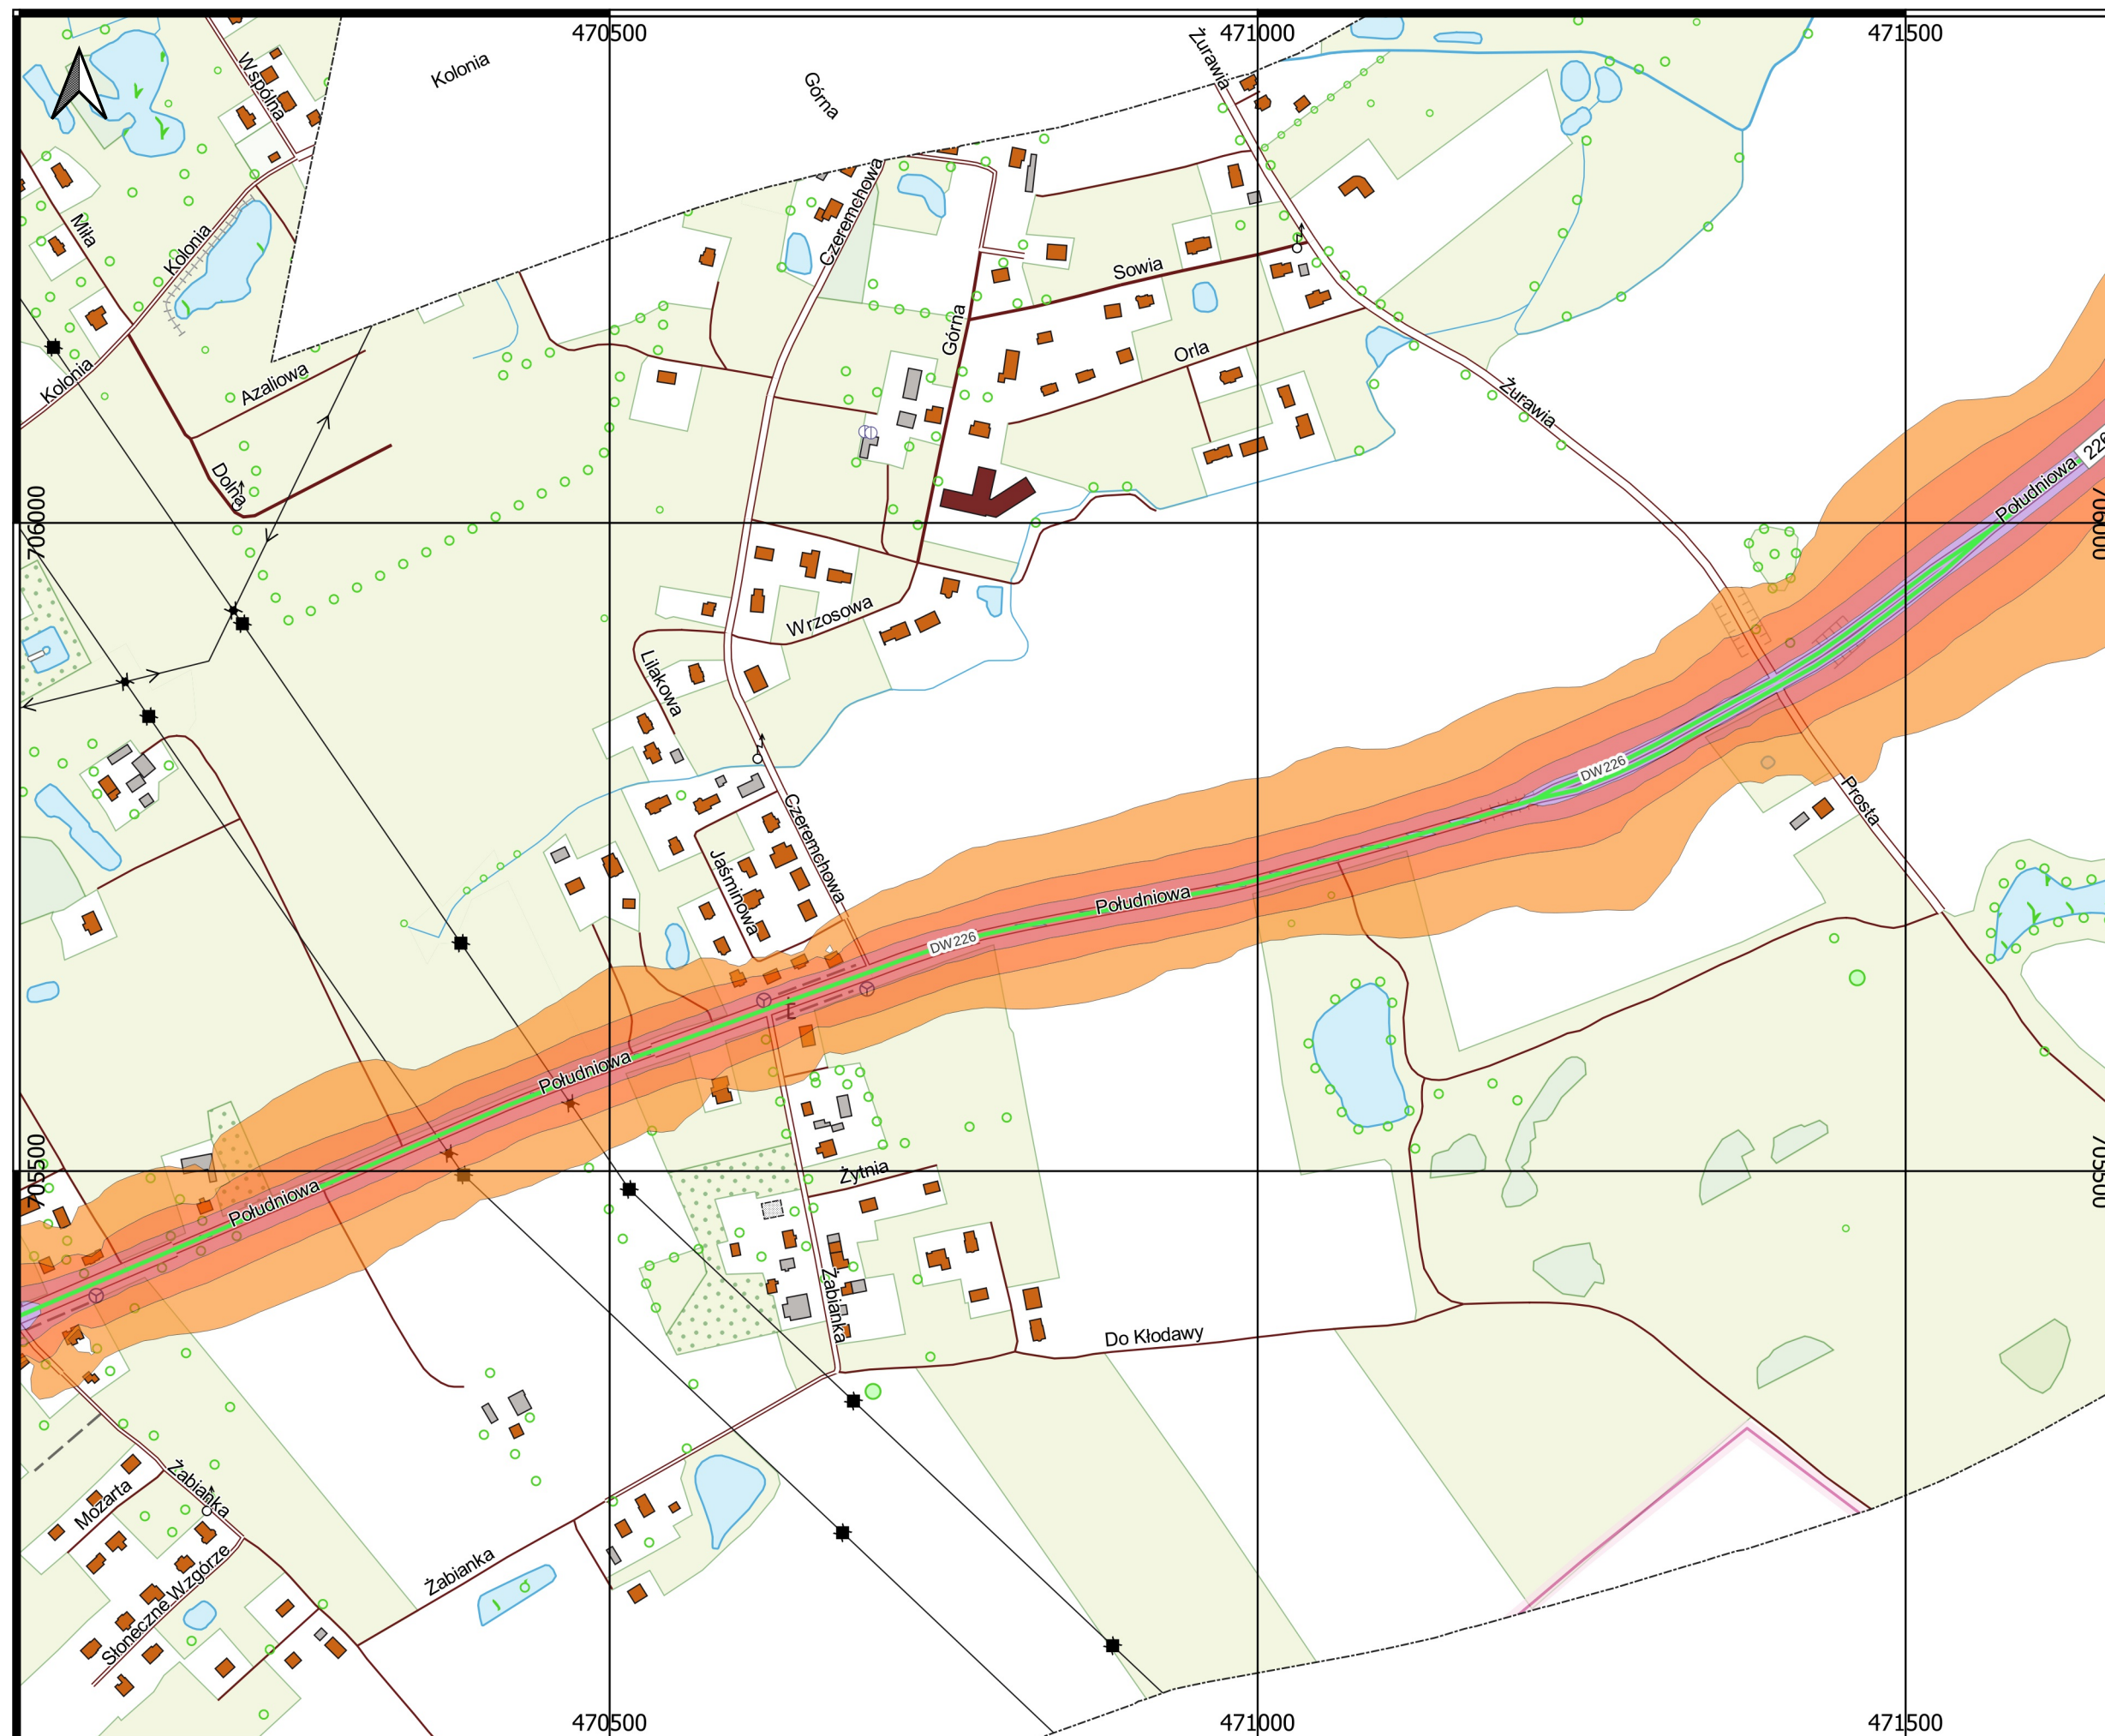 470500
471000
471500
Kolonia
Górna
Żurawia
Wspólna
Miła
Kolonia
Czeremchowa
Sowia
Górna
Orla
Kolonia
Azaliowa
Żurawia
Dolna
226
Południowa
706000
706000
Wrzosowa
Lilakowa
DW226
Prosta
Czeremchowa
Jaśminowa
Południowa
DW226
E
Południowa
705500
705500
Południowa
Żytnia
Żabianka
Do Kłodawy
Żabianka
Mozarta
Żabianka
Słoneczne Wzgórze
470500
471000
471500